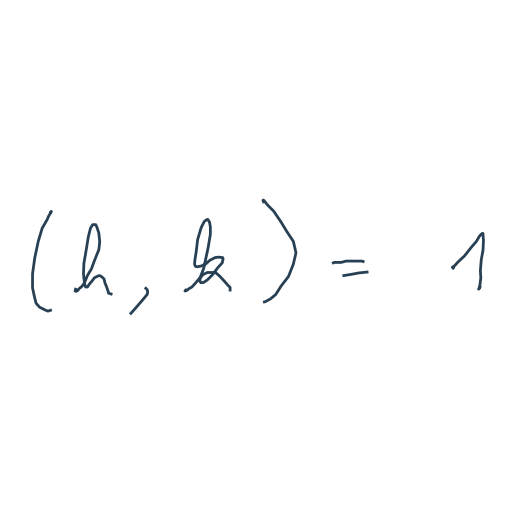 (h, k) = 1